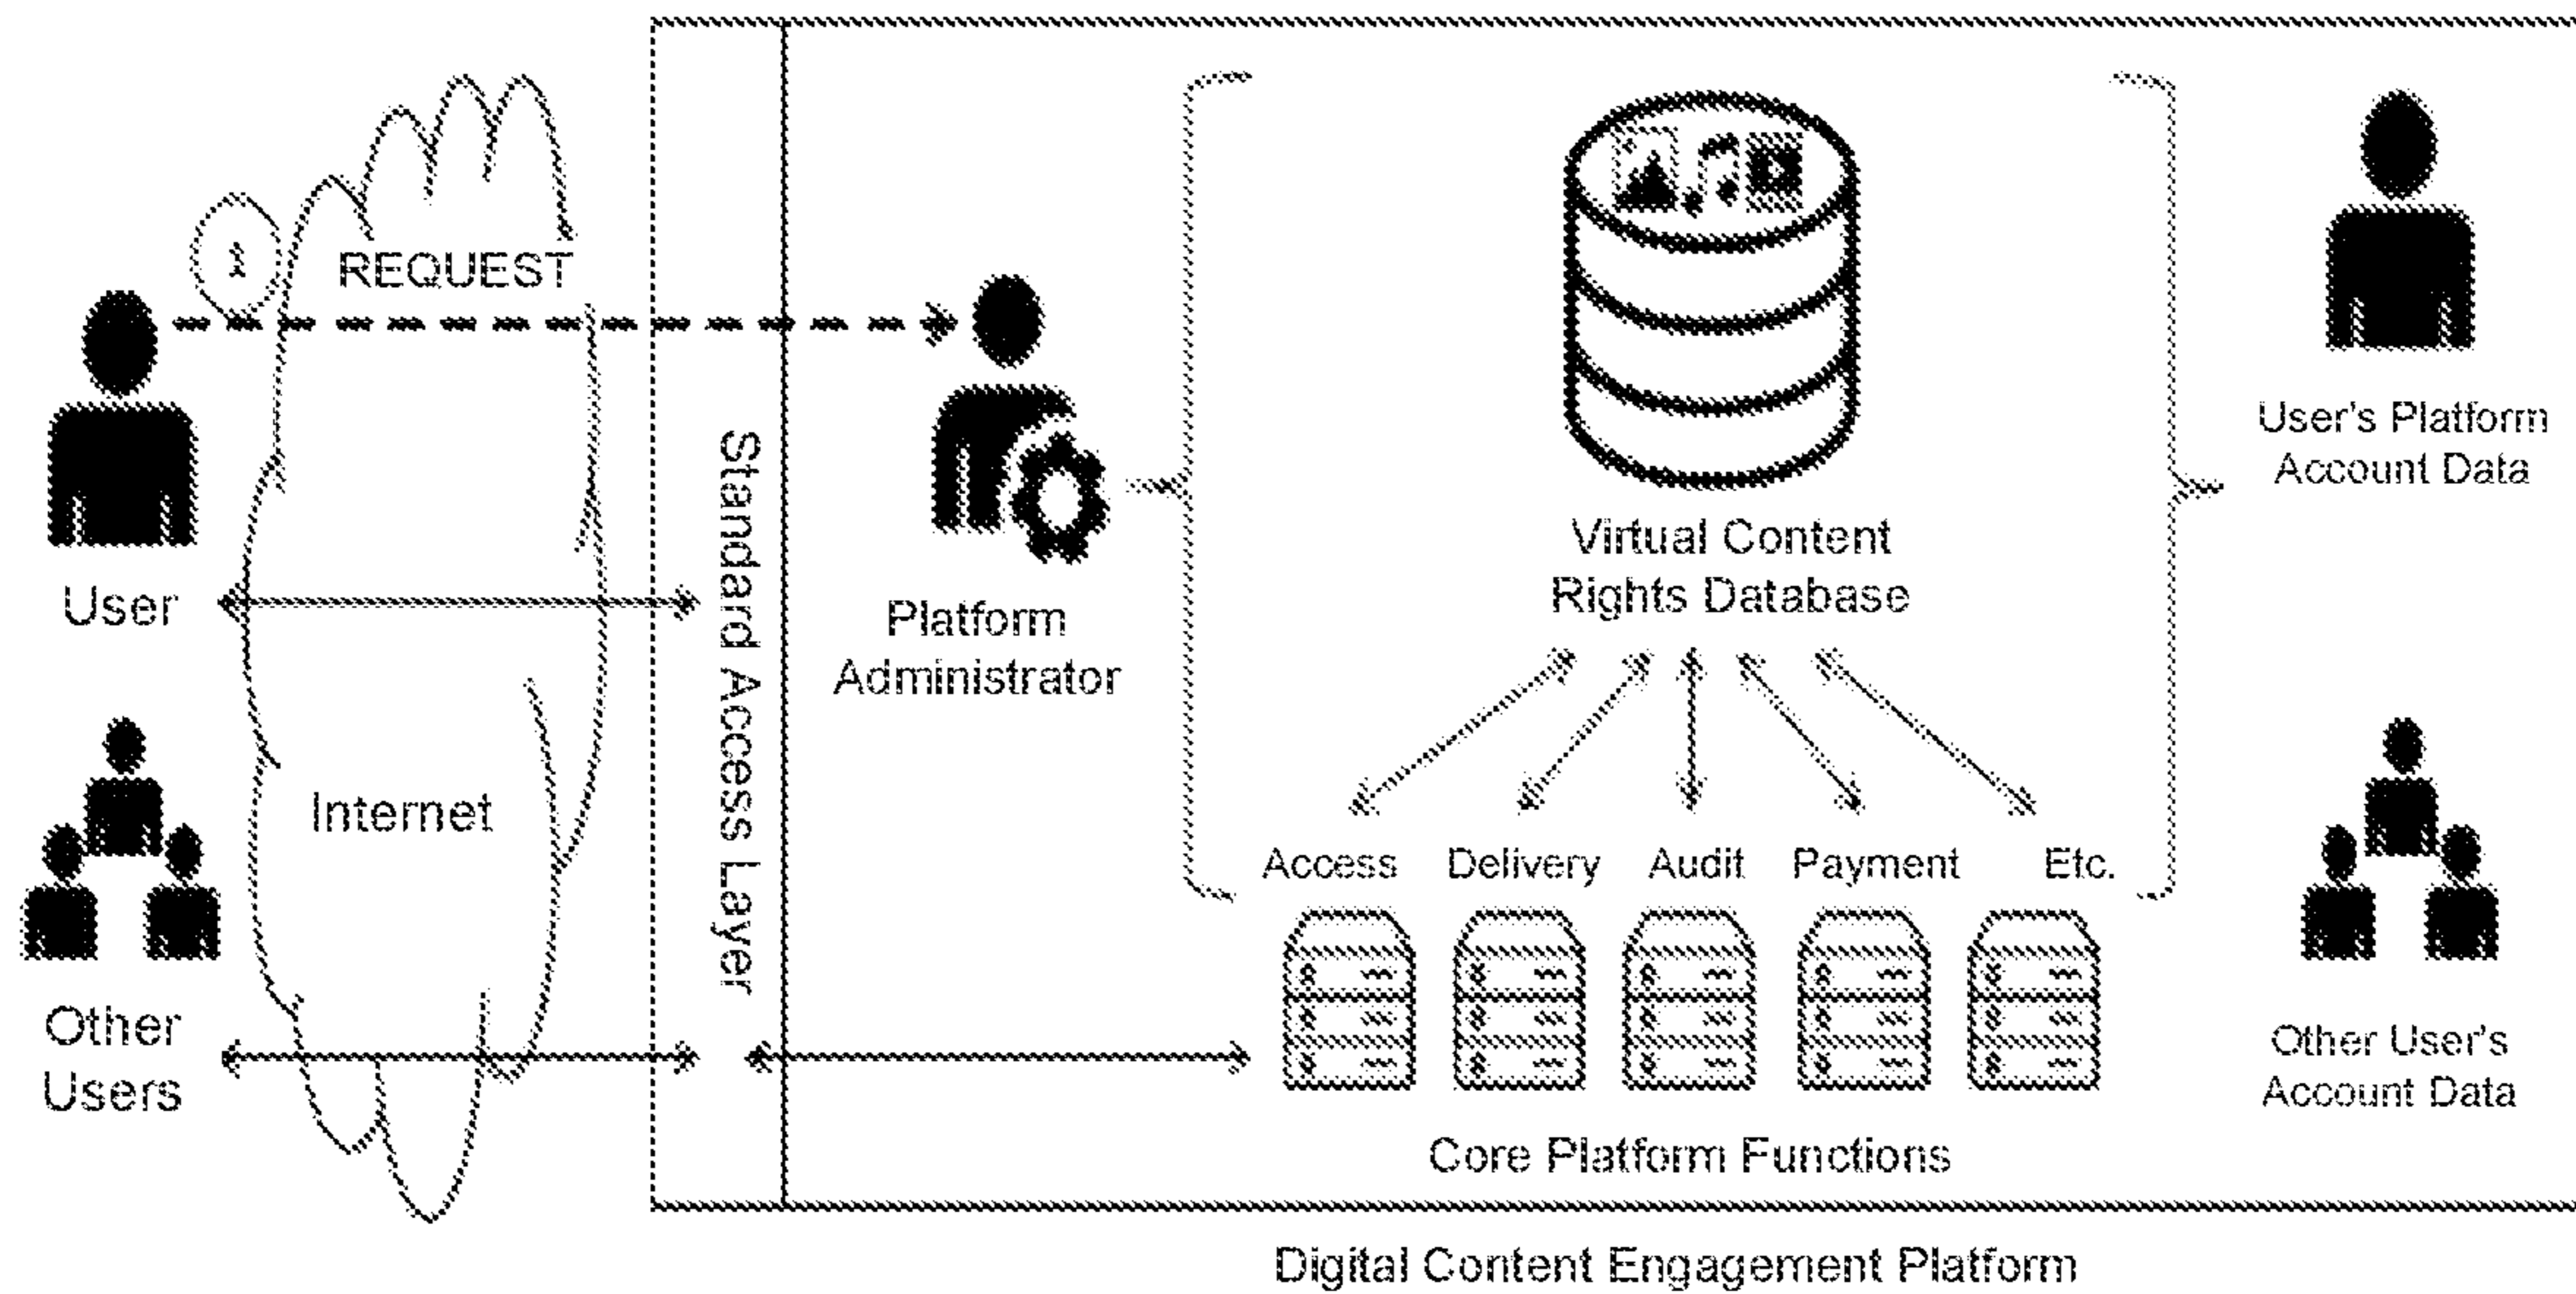 1
REQUEST
User
Internet
Other
Users
Standard Access Layer
Platform
Administrator
Virtual Content
Rights Database
Access Delivery Audit Payment Etc.
Core Platform Functions
User's Platform
Account Data
Other User's
Account Data
Digital Content Engagement Platform